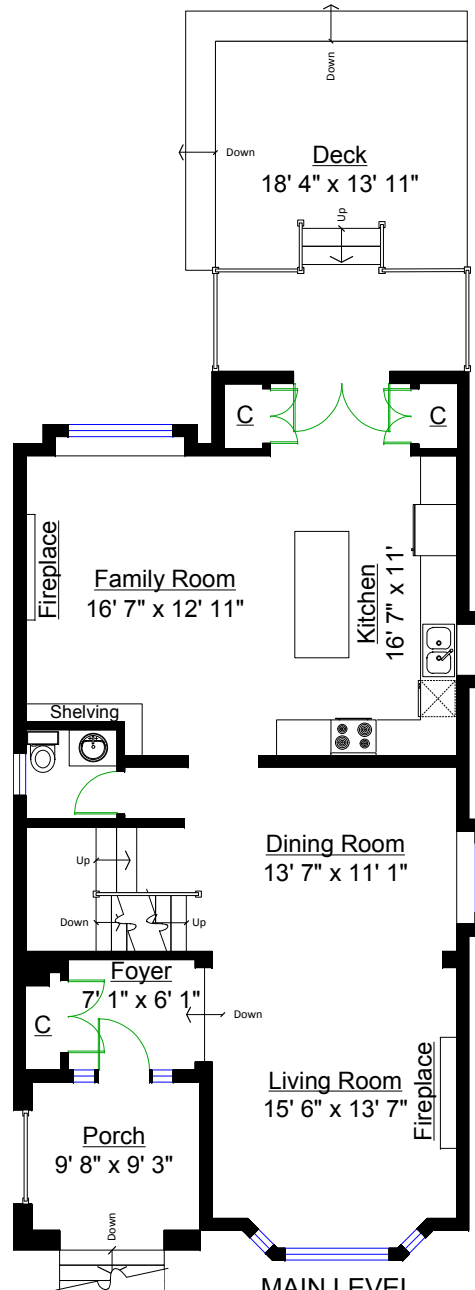 Down
Down
Deck
18' 4" x 13' 11"
Up
C
C
Fireplace
Family Room
16' 7" x 12' 11"
Kitchen
16' 7" x 11'
Shelving
Dining Room
13' 7" x 11' 1"
Up
Down
Up
Foyer
7' 1" x 6' 1"
C
Down
Living Room
15' 6" x 13' 7"
Fireplace
Porch
9' 8" x 9' 3"
Down
MAIN LEVEL